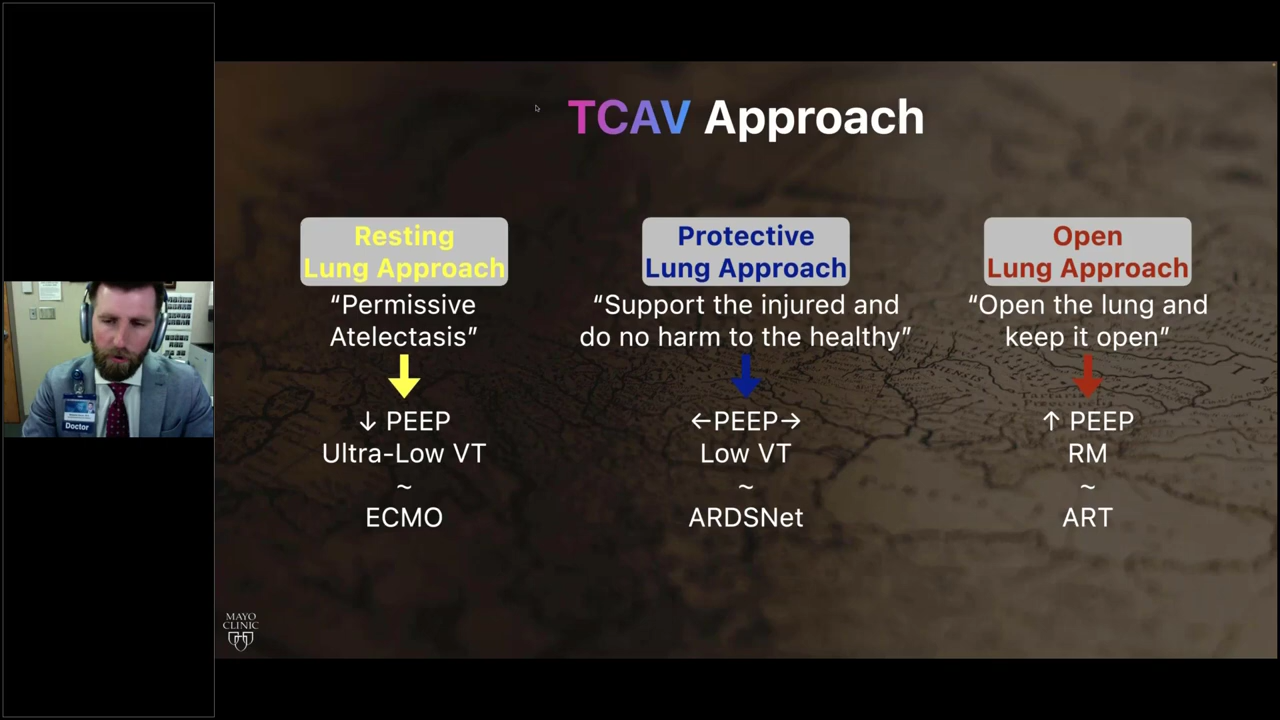 TCAV Approach
Resting
Lung Approach
“Permissive
Atelectasis”
↓ PEEP
Ultra-Low VT
~
ECMO
Protective
Lung Approach
“Support the injured and
do no harm to the healthy”
←PEEP→
Low VT
~
ARDSNet
Open
Lung Approach
“Open the lung and
keep it open”
↑ PEEP
RM
~
ART
Doctor
MAYO
CLINIC